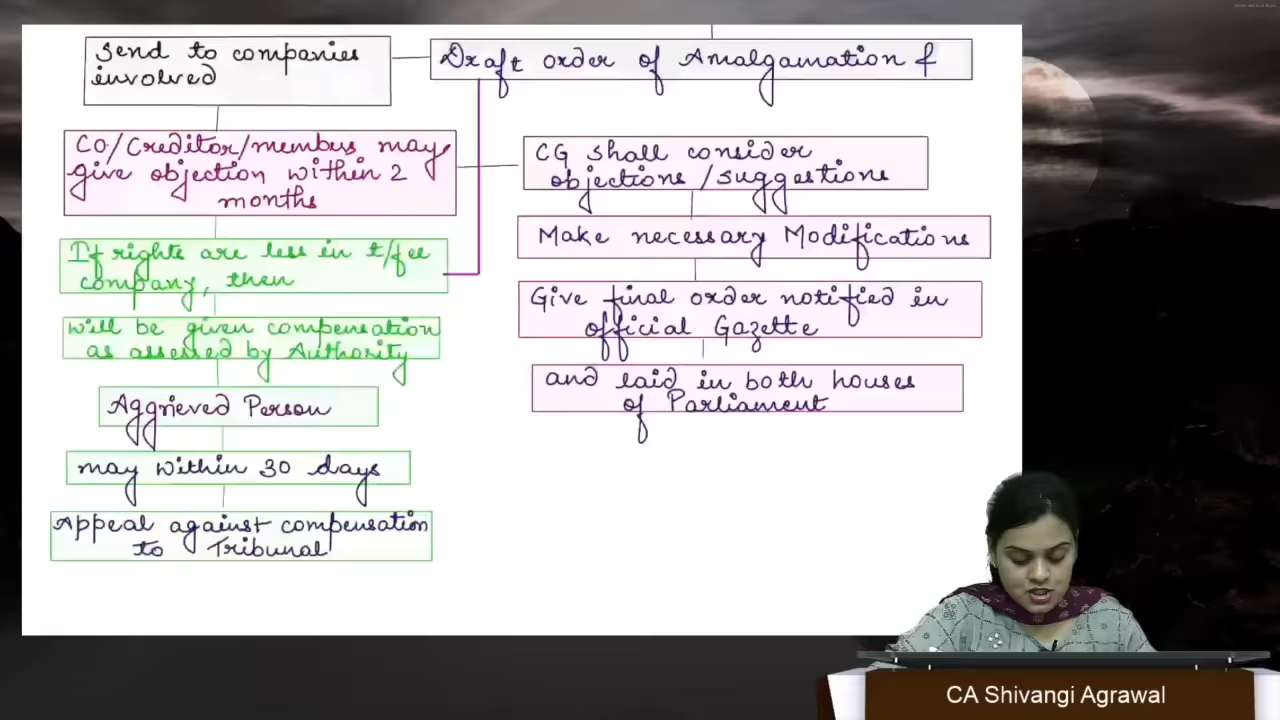 Send to companies
involved
Draft order of Amalgamation f
Co/Creditor/members may
give objection within 2
months
CG shall consider
objections/suggestions
Make necessary Modifications
Give final order notified in
official Gazette
and laid in both houses
of Parliament
If rights are less in t/fee
company, then
will be given compensation
as assessed by Authority
Aggrieved Person
may within 30 days
Appeal against compensation
to Tribunal
CA Shivangi Agrawal